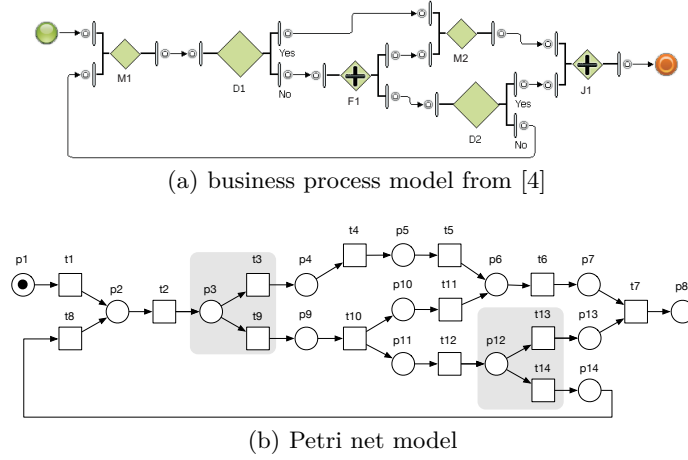 Yes
M1
M2
D1
No
F1
Yes
J1
D2
No
(a) business process model from [4]
t4 p5 t5
p1 t1 t3 p4 p6 t6 p7
p2 t2 p3 p10 t11 t7 p8
t8 t9 p9 t10 t13 p13
p11 t12 p12
t14 p14
(b) Petri net model